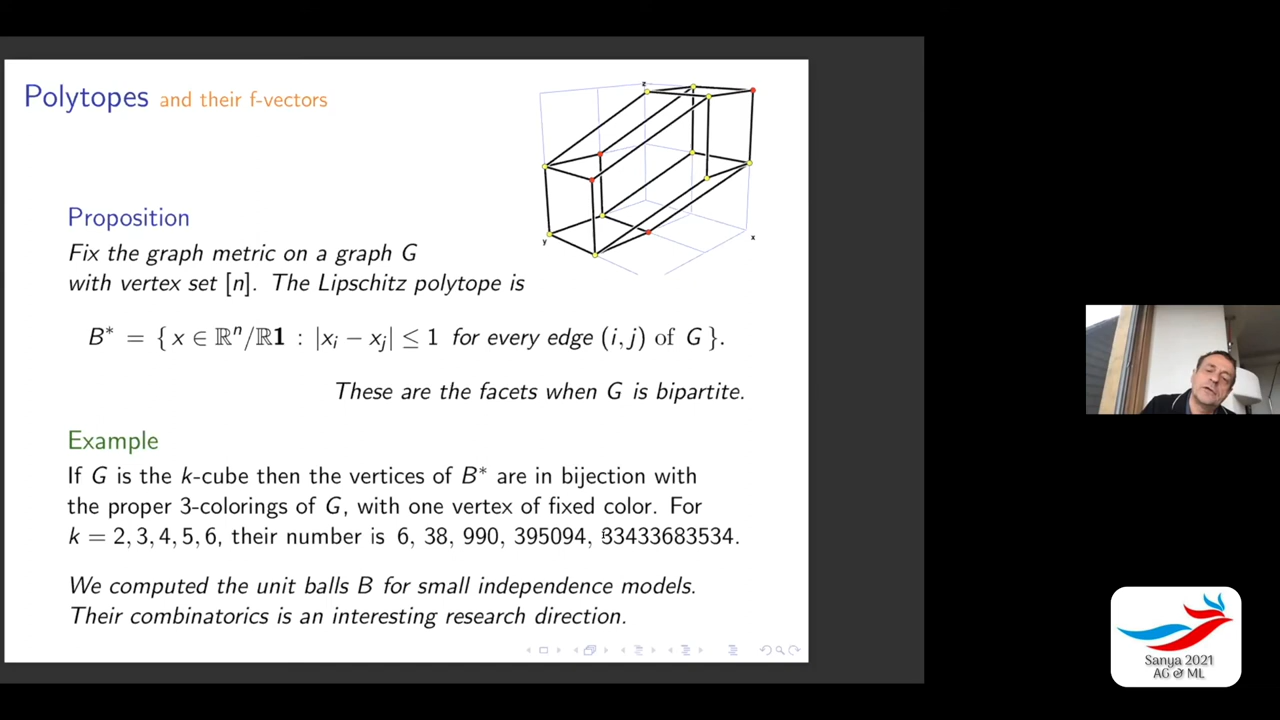 Polytopes and their f-vectors
z
y
x
Proposition
Fix the graph metric on a graph G
with vertex set [n]. The Lipschitz polytope is
B* = { x ∈ ℝⁿ/ℝ1 : |xᵢ − xⱼ| ≤ 1 for every edge (i, j) of G }.
These are the facets when G is bipartite.
Example
If G is the k-cube then the vertices of B* are in bijection with
the proper 3-colorings of G, with one vertex of fixed color. For
k = 2, 3, 4, 5, 6, their number is 6, 38, 990, 395094, 33433683534.
We computed the unit balls B for small independence models.
Their combinatorics is an interesting research direction.
Sanya 2021
AG & ML